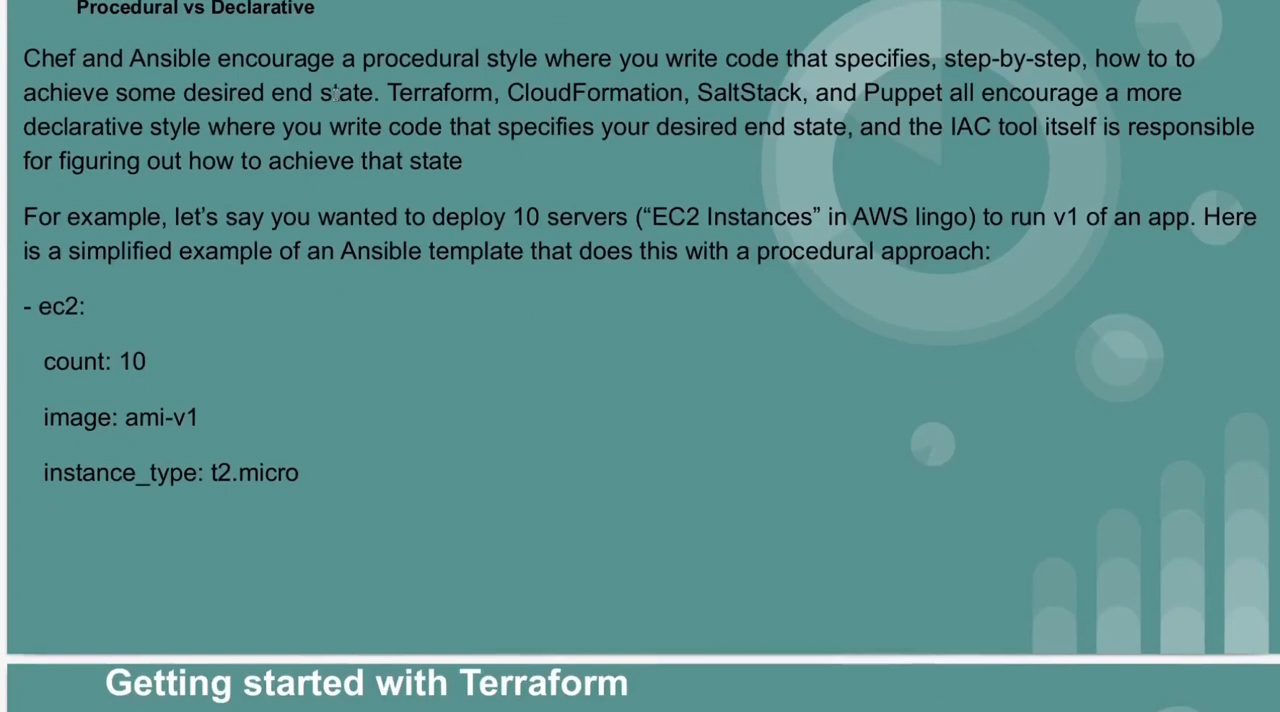 Procedural vs Declarative
Chef and Ansible encourage a procedural style where you write code that specifies, step-by-step, how to to
achieve some desired end state. Terraform, CloudFormation, SaltStack, and Puppet all encourage a more
declarative style where you write code that specifies your desired end state, and the IAC tool itself is responsible
for figuring out how to achieve that state
For example, let’s say you wanted to deploy 10 servers (“EC2 Instances” in AWS lingo) to run v1 of an app. Here
is a simplified example of an Ansible template that does this with a procedural approach:
- ec2:
count: 10
image: ami-v1
instance_type: t2.micro
Getting started with Terraform